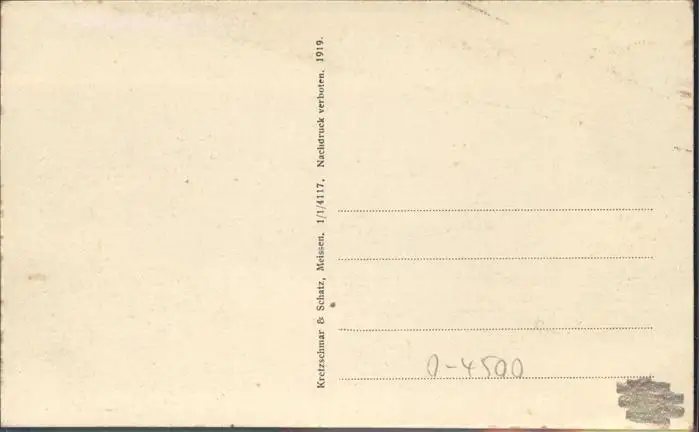 Kretzschmar & Schatz, Meissen. 1/1/4117. Nachdruck verboten. 1919.
0-4500